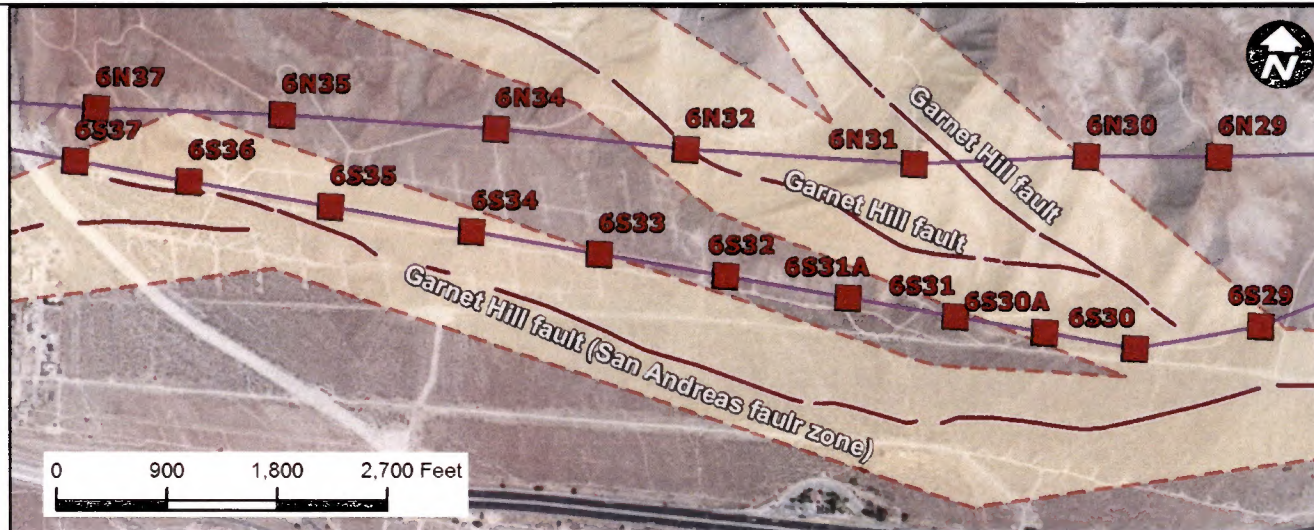 N
6N37
6N35
6N34
6N32
6N31
6N30
6N29
6S37
6S36
6S35
6S34
6S33
6S32
6S31A
6S31
6S30A
6S30
6S29
Garnet Hill fault
Garnet Hill fault
Garnet Hill fault (San Andreas faulr zone)
0 900 1,800 2,700 Feet